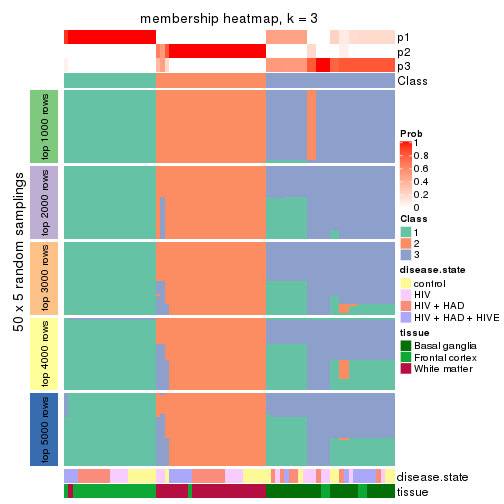 membership heatmap, k = 3
p1
p2
p3
Class
50 x 5 random samplings
top 1000 rows
top 2000 rows
top 3000 rows
top 4000 rows
top 5000 rows
Prob
1
0.8
0.6
0.4
0.2
0
Class
1
2
3
disease.state
control
HIV
HIV + HAD
HIV + HAD + HIVE
tissue
Basal ganglia
Frontal cortex
White matter
disease.state
tissue